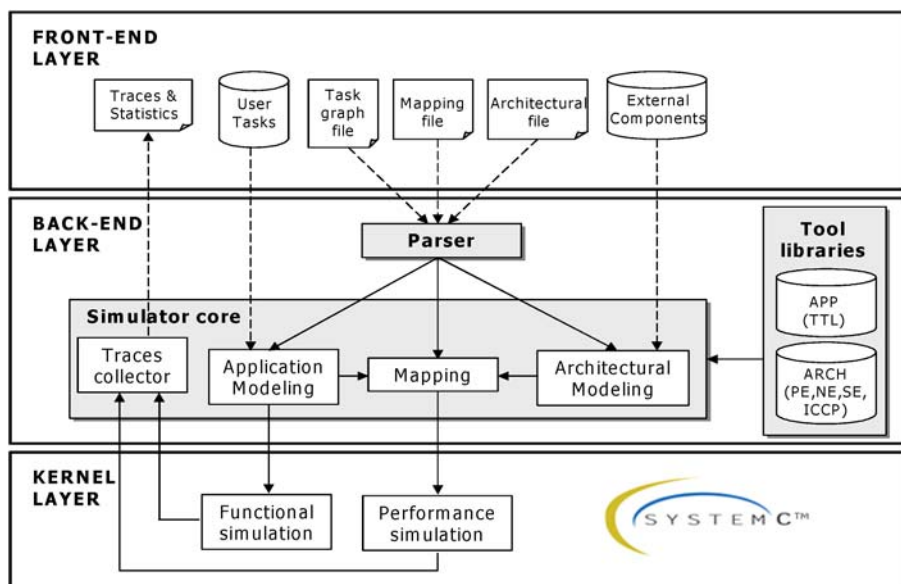 FRONT-END
LAYER
Traces &
Statistics
User
Tasks
Task
graph
file
Mapping
file
Architectural
file
External
Components
BACK-END
LAYER
Parser
Tool
libraries
APP
(TTL)
ARCH
(PE,NE,SE,
ICCP)
Simulator core
Traces
collector
Application
Modeling
Mapping
Architectural
Modeling
KERNEL
LAYER
Functional
simulation
Performance
simulation
SYSTEM C™